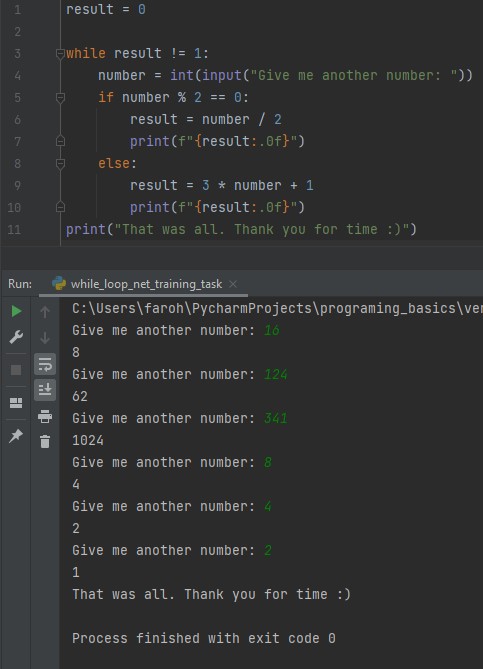 1 result = 0
2
3 while result != 1:
4 number = int(input("Give me another number: "))
5 if number % 2 == 0:
6 result = number / 2
7 print(f"{result:.0f}")
8 else:
9 result = 3 * number + 1
10 print(f"{result:.0f}")
11 print("That was all. Thank you for time :)")
Run: while_loop_net_training_task
C:\Users\faroh\PycharmProjects\programing_basics\ver
Give me another number: 16
8
Give me another number: 124
62
Give me another number: 341
1024
Give me another number: 8
4
Give me another number: 4
2
Give me another number: 2
1
That was all. Thank you for time :)
Process finished with exit code 0